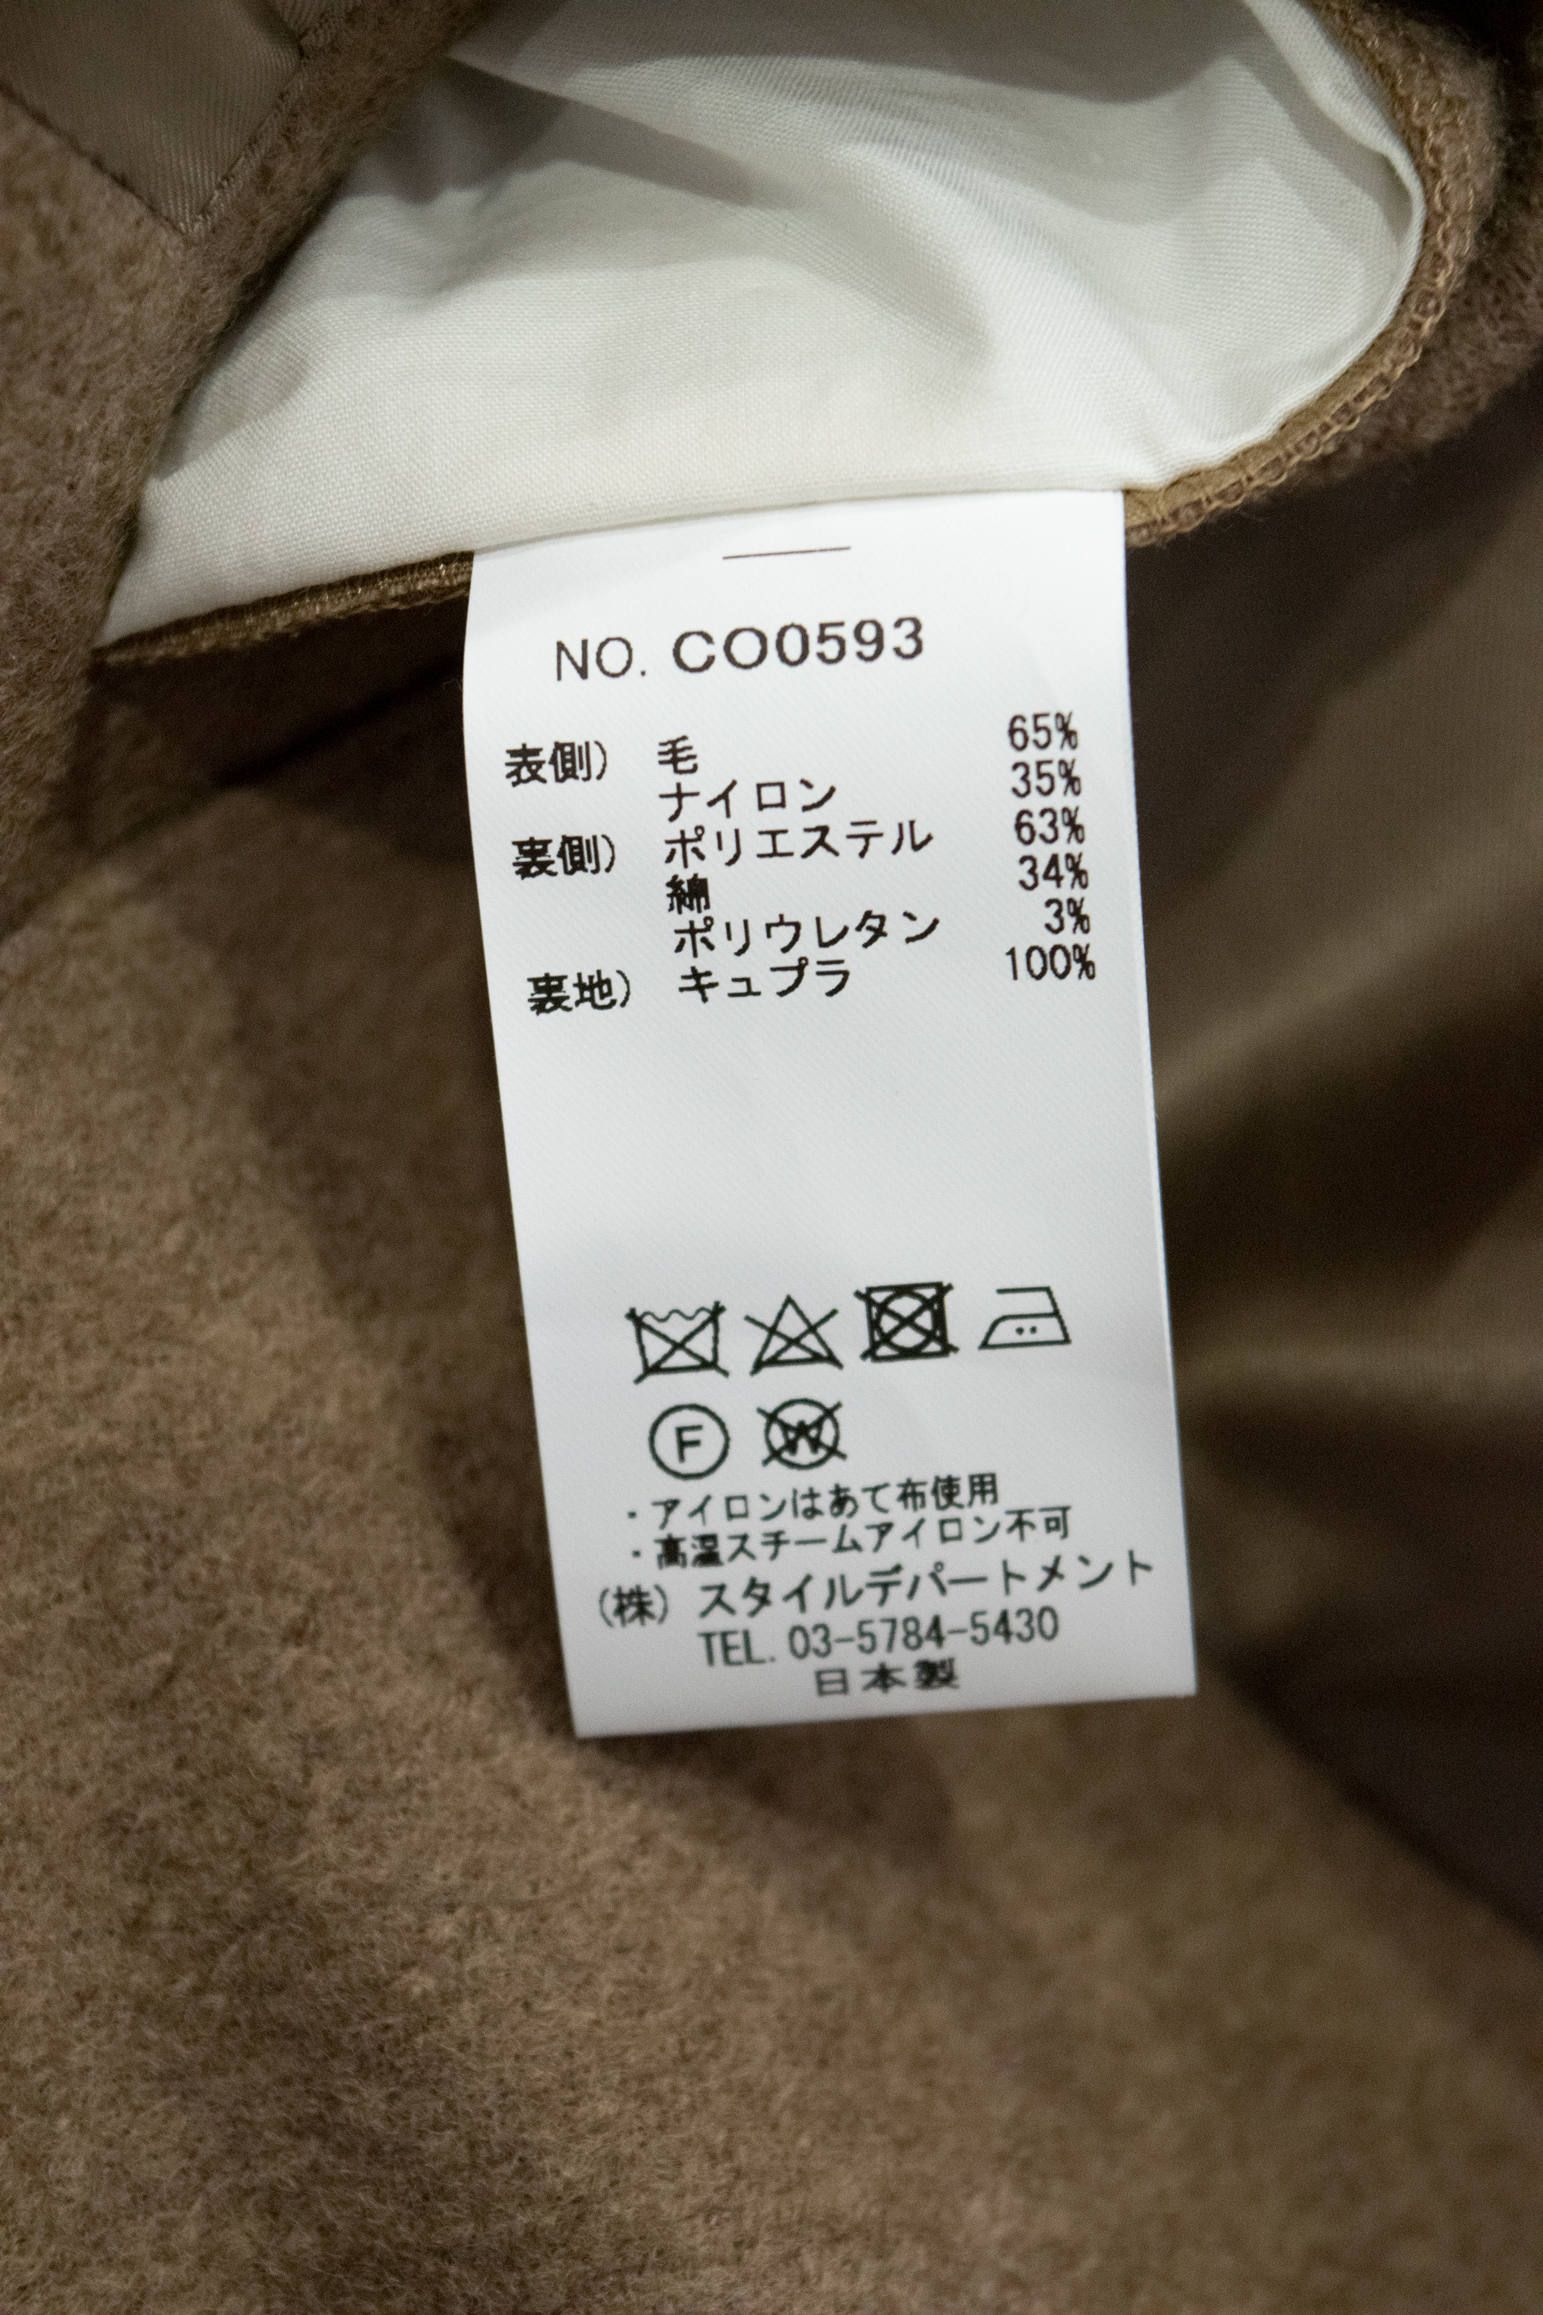 NO. CO0593
表側) 毛 65%
ナイロン 35%
裏側) ポリエステル 63%
綿 34%
ポリウレタン 3%
裏地) キュプラ 100%
F W
・アイロンはあて布使用
・高温スチームアイロン不可
(株) スタイルデパートメント
TEL. 03-5784-5430
日本製